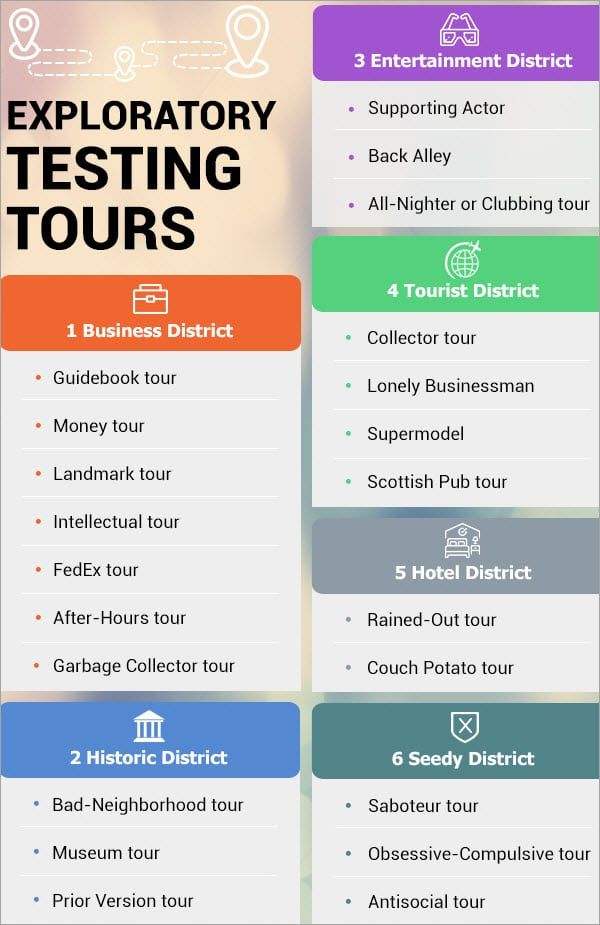 EXPLORATORY
TESTING
TOURS
1 Business District
• Guidebook tour
• Money tour
• Landmark tour
• Intellectual tour
• FedEx tour
• After-Hours tour
• Garbage Collector tour
2 Historic District
• Bad-Neighborhood tour
• Museum tour
• Prior Version tour
3 Entertainment District
• Supporting Actor
• Back Alley
• All-Nighter or Clubbing tour
4 Tourist District
• Collector tour
• Lonely Businessman
• Supermodel
• Scottish Pub tour
5 Hotel District
• Rained-Out tour
• Couch Potato tour
6 Seedy District
• Saboteur tour
• Obsessive-Compulsive tour
• Antisocial tour